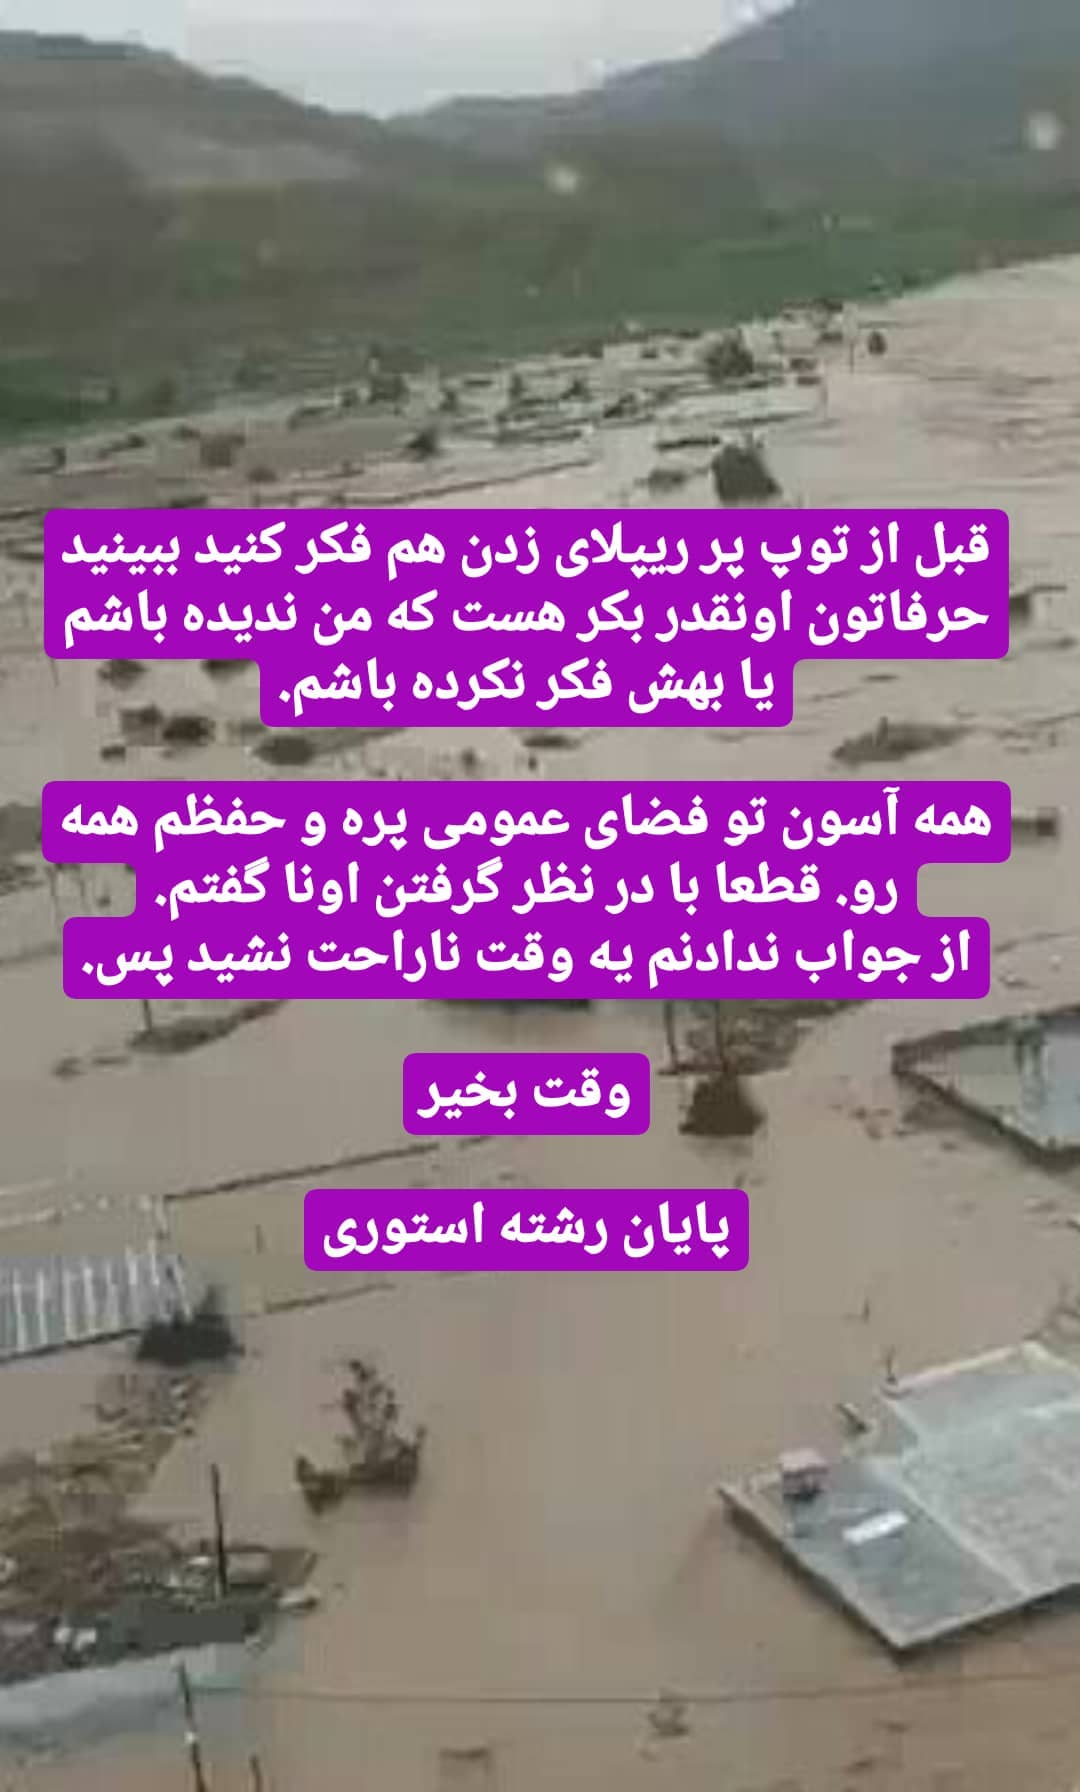 قبل از توپ پر ریپلای زدن هم فکر کنید ببینید
حرفاتون اونقدر بکر هست که من ندیده باشم
یا بهش فکر نکرده باشم.
همه آسون تو فضای عمومی پره و حفظم همه
رو. قطعا با در نظر گرفتن اونا گفتم.
از جواب ندادنم یه وقت ناراحت نشید پس.
وقت بخیر
پایان رشته استوری